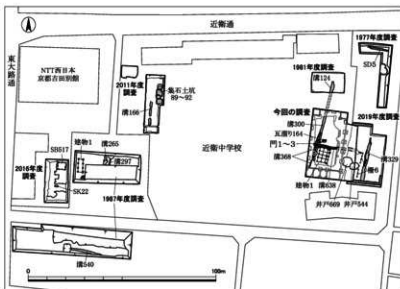 近衛通
東大路通
NTT西日本
京都吉田別館
2011年度
調査
集石土坑
89~92
溝166
1961年度調査
溝124
1977年度
調査
SD5
今回の調査
溝300
瓦溜り164
門1~3
溝368
2019年度
調査
溝329
近衛中学校
建物1
溝265
溝297
SB517
2016年度
調査
SK22
1987年度調査
建物1
溝638
井戸669
井戸544
溝540
0
100m